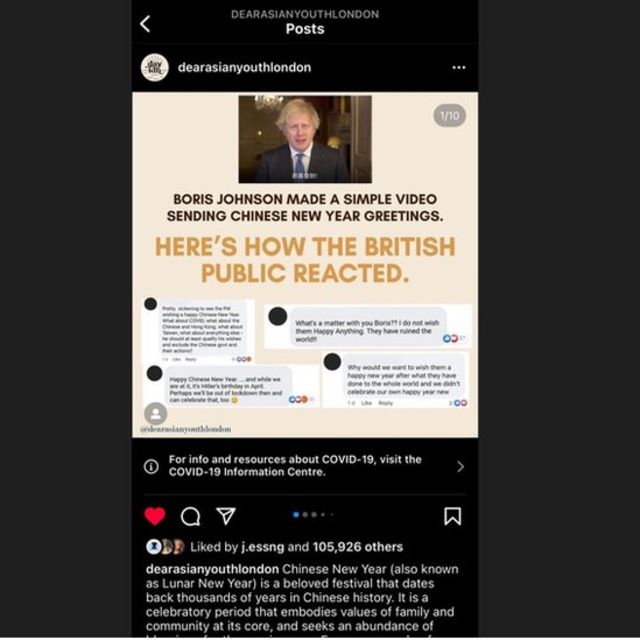 DEARASIANYOUTHLONDON
Posts
dearasianyouthlondon
1/10
BORIS JOHNSON MADE A SIMPLE VIDEO
SENDING CHINESE NEW YEAR GREETINGS.
HERE'S HOW THE BRITISH
PUBLIC REACTED.
Pretty sickening to see the PM
wishing a happy Chinese New Year.
What about COVID, what about the
Chinese and Hong Kong, what about
Taiwan, what about everything else -
he should at least qualify his wishes
and exclude the Chinese govt and
their actions!!
Like Reply
What's a matter with you Boris?? I do not wish
them Happy Anything. They have ruined the
world!!
37
Happy Chinese New Year. ....and while we
are at it, it's Hitler's birthday in April.
Perhaps we'll be out of lockdown then and
can celebrate that, too
Why would we want to wish them a
happy new year after what they have
done to the whole world and we didn't
celebrate our own happy year new
Like Reply
@dearasianyouthlondon
For info and resources about COVID-19, visit the
COVID-19 Information Centre.
Liked by j.essng and 105,926 others
dearasianyouthlondon Chinese New Year (also known
as Lunar New Year) is a beloved festival that dates
back thousands of years in Chinese history. It is a
celebratory period that embodies values of family and
community at its core, and seeks an abundance of